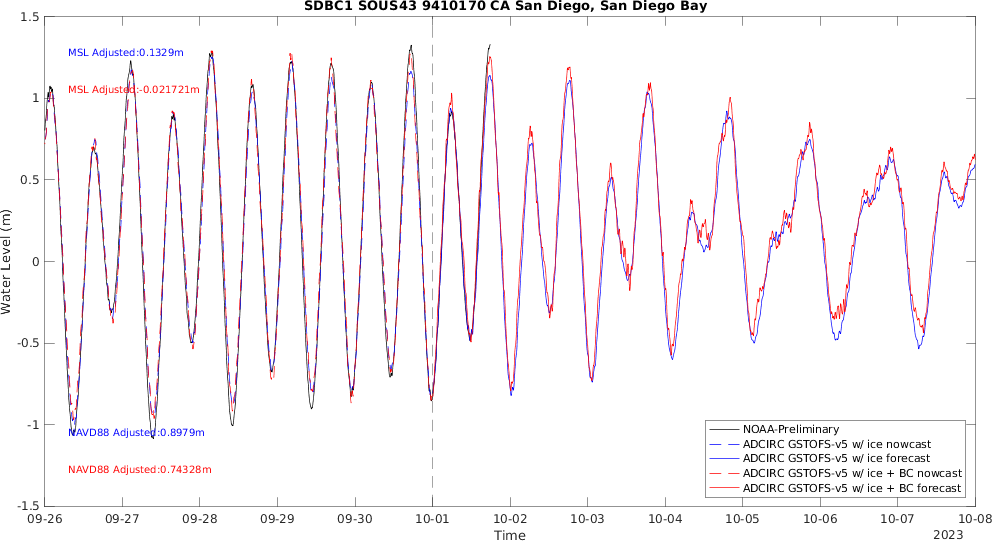 SDBC1 SOUS43 9410170 CA San Diego, San Diego Bay
1.5
MSL Adjusted:0.1329m
MSL Adjusted:-0.021721m
1
0.5
Water Level (m)
0
-0.5
-1
NAVD88 Adjusted:0.8979m
NAVD88 Adjusted:0.74328m
NOAA-Preliminary
ADCIRC GSTOFS-v5 w/ ice nowcast
ADCIRC GSTOFS-v5 w/ ice forecast
ADCIRC GSTOFS-v5 w/ ice + BC nowcast
ADCIRC GSTOFS-v5 w/ ice + BC forecast
-1.5
09-26 09-27 09-28 09-29 09-30 10-01 10-02 10-03 10-04 10-05 10-06 10-07 10-08
Time
2023